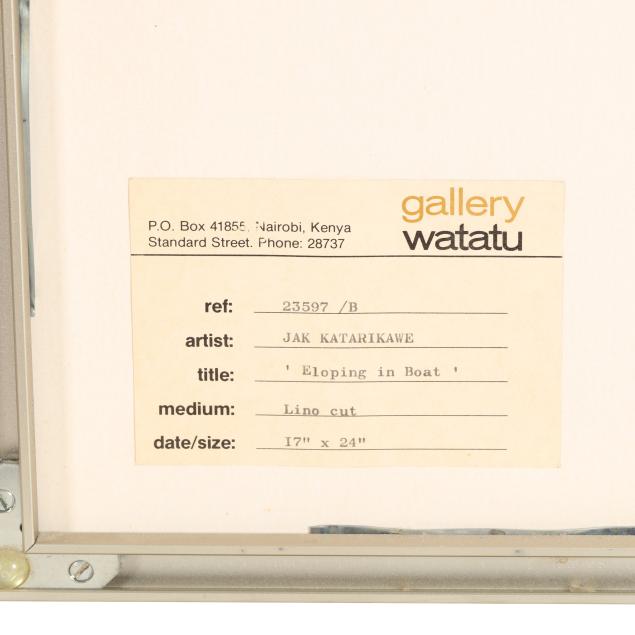 gallery
watatu
P.O. Box 41855, Nairobi, Kenya
Standard Street. Phone: 28737
ref: 23597 /B
artist: JAK KATARIKAWE
title: ' Eloping in Boat '
medium: Lino cut
date/size: 17" x 24"